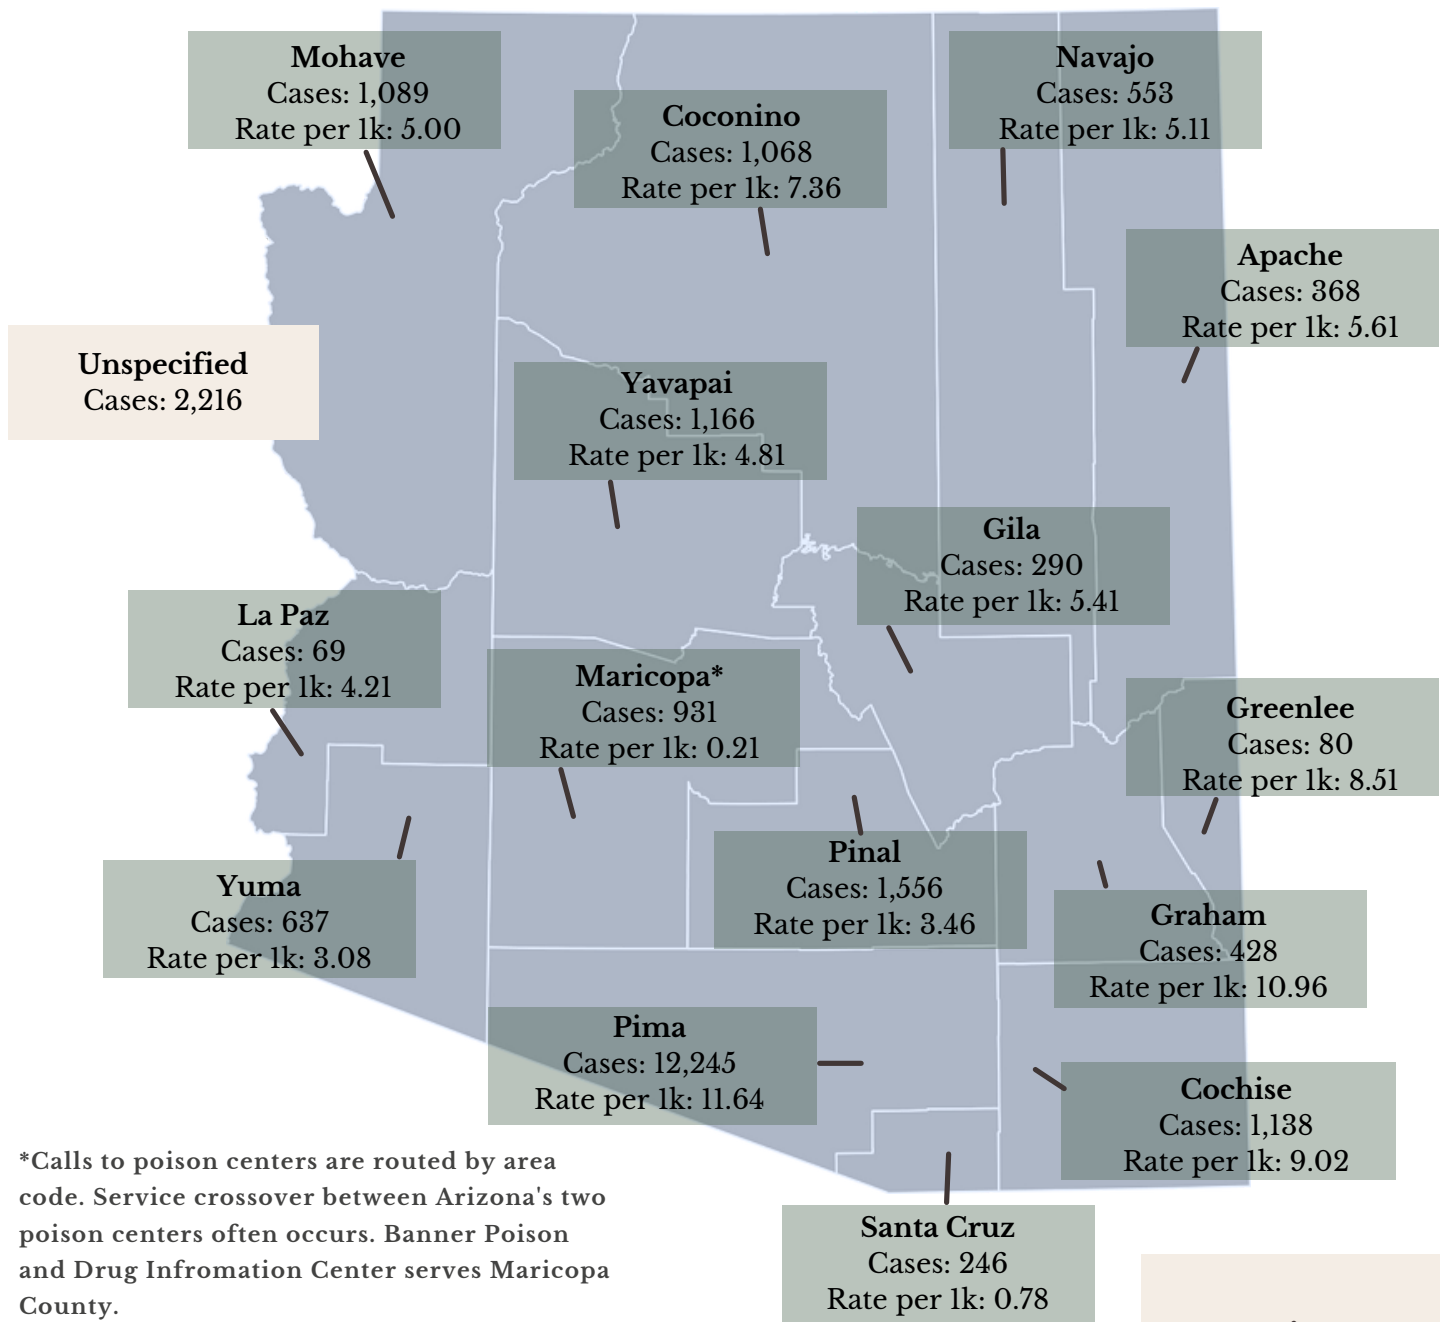 Mohave
Cases: 1,089
Rate per 1k: 5.00
Navajo
Cases: 553
Rate per 1k: 5.11
Coconino
Cases: 1,068
Rate per 1k: 7.36
Apache
Cases: 368
Rate per 1k: 5.61
Unspecified
Cases: 2,216
Yavapai
Cases: 1,166
Rate per 1k: 4.81
Gila
Cases: 290
Rate per 1k: 5.41
La Paz
Cases: 69
Rate per 1k: 4.21
Maricopa*
Cases: 931
Rate per 1k: 0.21
Greenlee
Cases: 80
Rate per 1k: 8.51
Pinal
Cases: 1,556
Rate per 1k: 3.46
Yuma
Cases: 637
Rate per 1k: 3.08
Graham
Cases: 428
Rate per 1k: 10.96
Pima
Cases: 12,245
Rate per 1k: 11.64
Cochise
Cases: 1,138
Rate per 1k: 9.02
Santa Cruz
Cases: 246
Rate per 1k: 0.78
*Calls to poison centers are routed by area
code. Service crossover between Arizona's two
poison centers often occurs. Banner Poison
and Drug Infromation Center serves Maricopa
County.